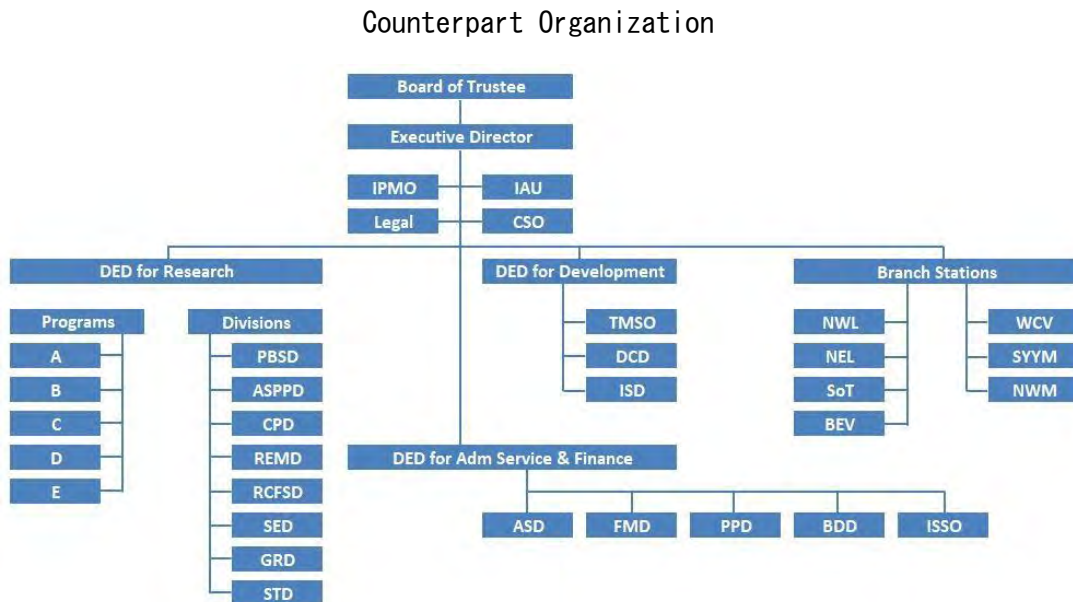 Counterpart Organization
Board of Trustee
Executive Director
IPMO
IAU
Legal
CSO
DED for Research
DED for Development
Branch Stations
Programs
Divisions
A
B
C
D
E
PBSD
ASPPD
CPD
REMD
RCFSD
SED
GRD
STD
TMSO
DCD
ISD
NWL
NEL
SoT
BEV
WCV
SYYM
NWM
DED for Adm Service & Finance
ASD
FMD
PPD
BDD
ISSO